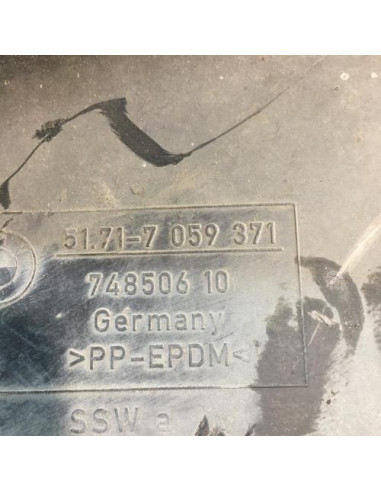 51.71-7 059 371
748506 10
Germany
>PP-EPDM<
SSW a